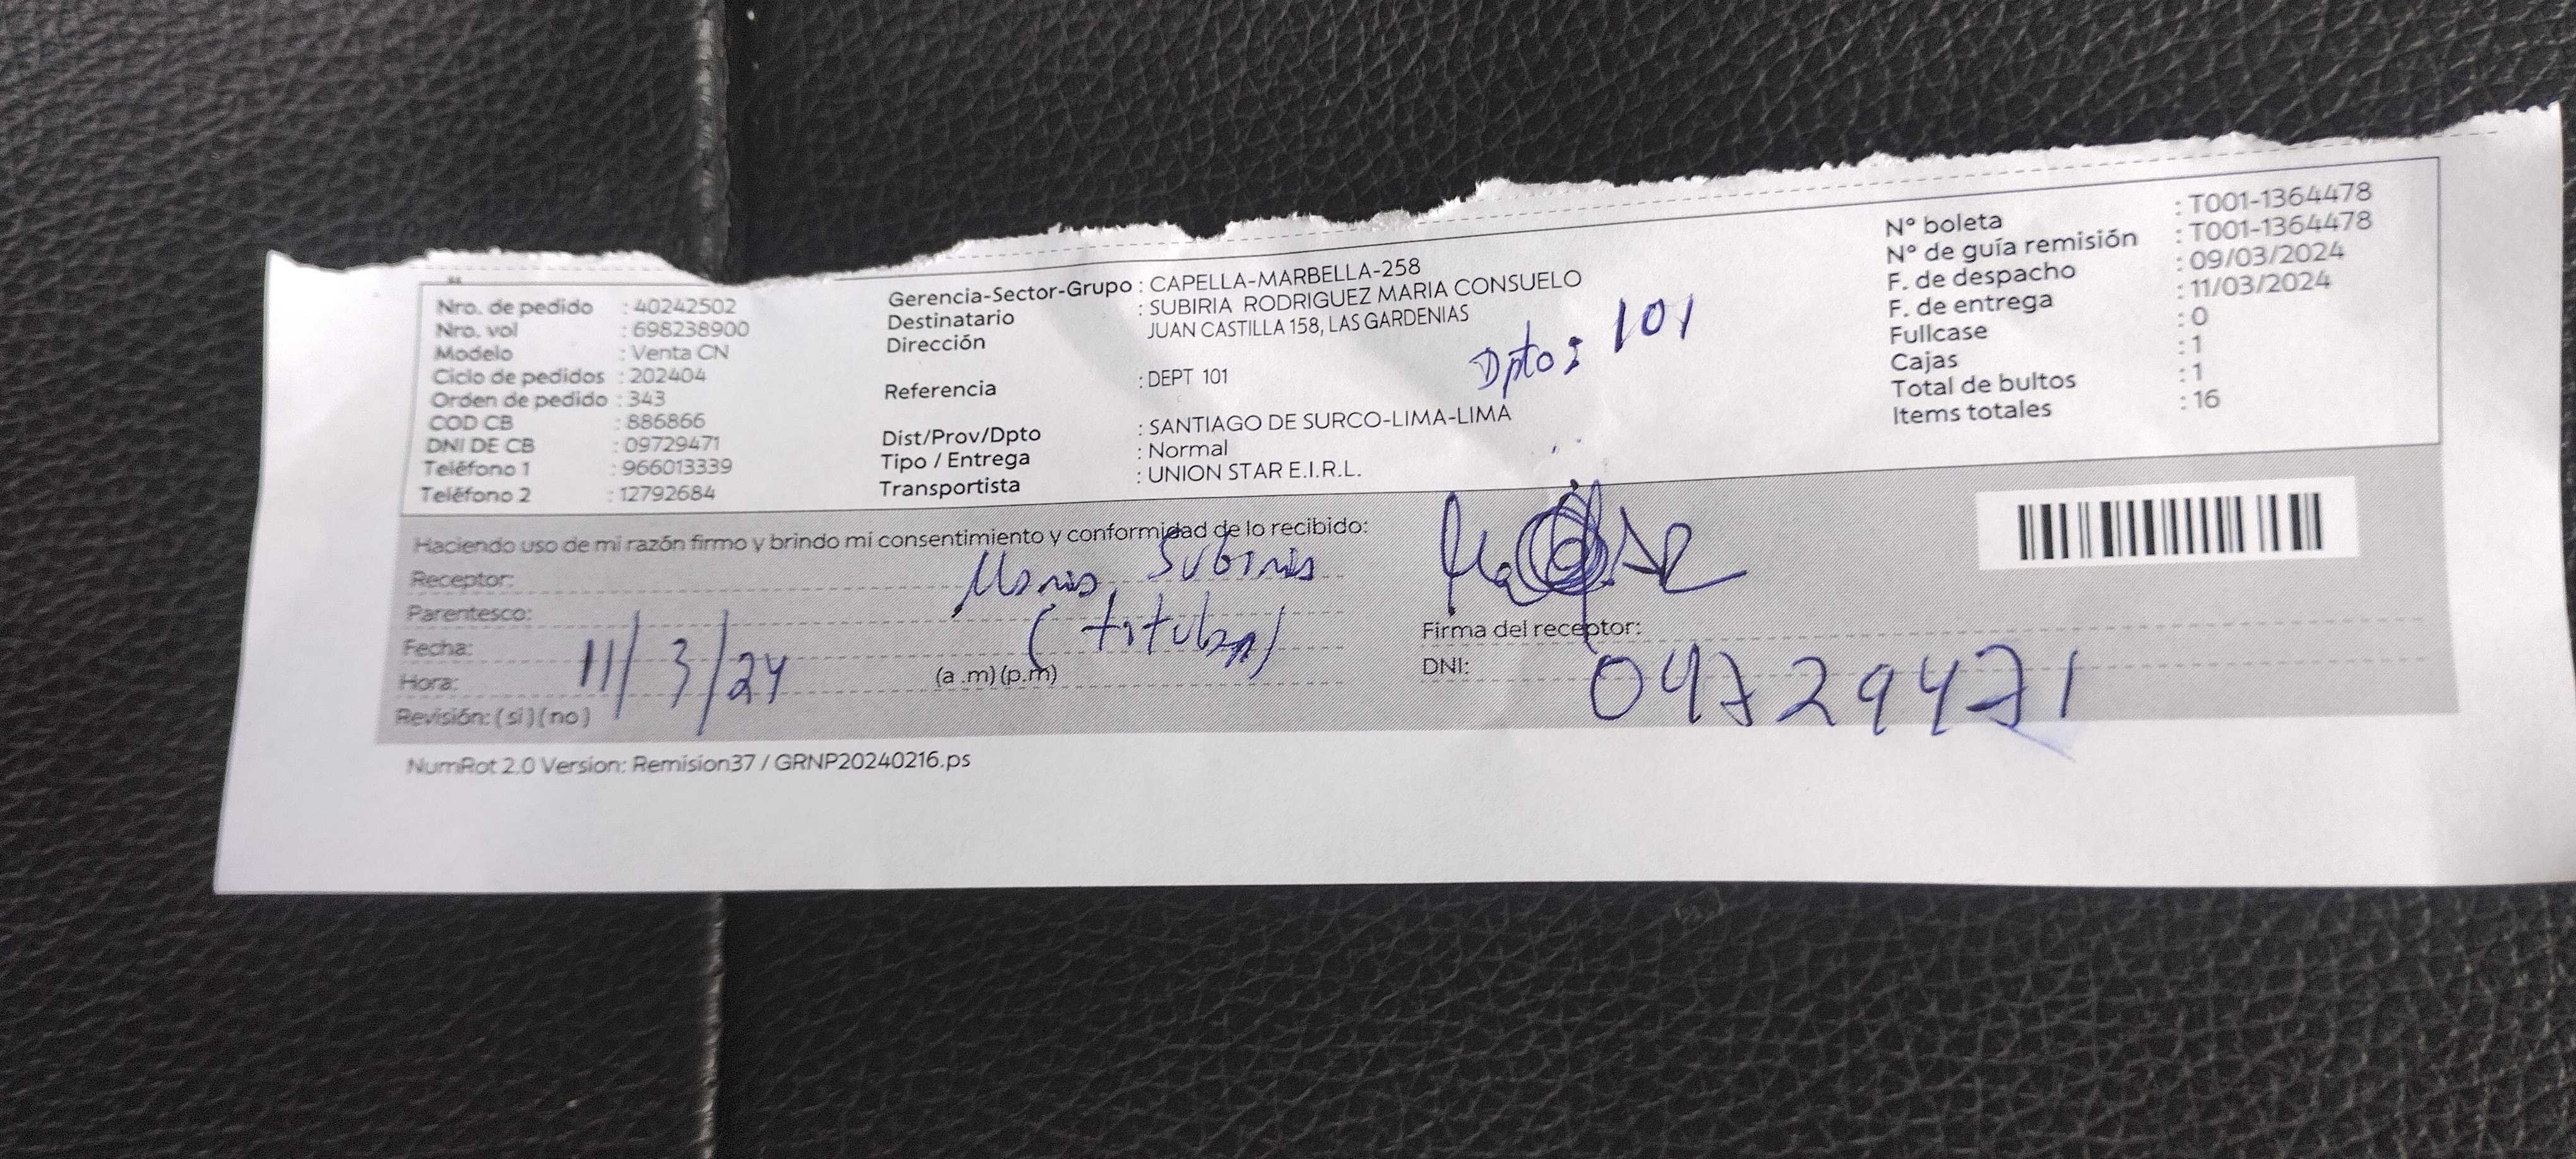 Nro. de pedido : 40242502
Nro. vol : 698238900
Modelo : Venta CN
Ciclo de pedidos : 202404
Orden de pedido : 343
COD CB : 886866
DNI DE CB : 09729471
Teléfono 1 : 966013339
Teléfono 2 : 12792684
Gerencia-Sector-Grupo : CAPELLA-MARBELLA-258
Destinatario : SUBIRIA RODRIGUEZ MARIA CONSUELO
Dirección JUAN CASTILLA 158, LAS GARDENIAS
Dpto: 101
Referencia : DEPT 101
Dist/Prov/Dpto : SANTIAGO DE SURCO-LIMA-LIMA
Tipo / Entrega : Normal
Transportista : UNION STAR E.I.R.L.
N° boleta : T001-1364478
N° de guía remisión : T001-1364478
F. de despacho : 09/03/2024
F. de entrega : 11/03/2024
Fullcase : 0
Cajas : 1
Total de bultos : 1
Items totales : 16
Haciendo uso de mi razón firmo y brindo mi consentimiento y conformidad de lo recibido:
Receptor: Maria Subiria
Parentesco: (titular)
Fecha: 11/3/24
Hora: (a .m) (p.m)
Revisión: (si) (no)
Firma del receptor:
DNI: 09729471
NumRot 2.0 Version: Remision37 / GRNP20240216.ps